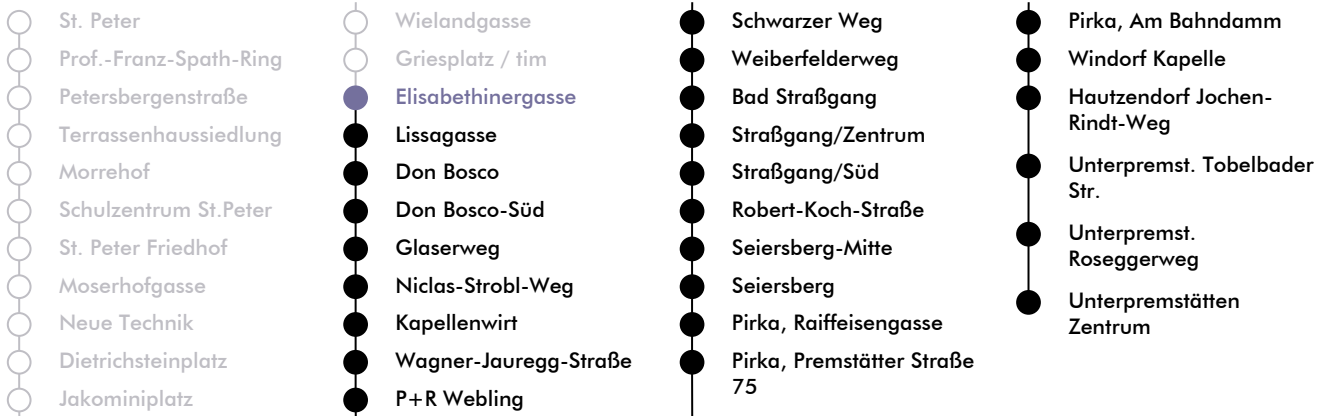 St. Peter
Prof.-Franz-Spath-Ring
Petersbergenstraße
Terrassenhaussiedlung
Morrehof
Schulzentrum St.Peter
St. Peter Friedhof
Moserhofgasse
Neue Technik
Dietrichsteinplatz
Jakominiplatz
Wielandgasse
Griesplatz / tim
Elisabethinergasse
Lissagasse
Don Bosco
Don Bosco-Süd
Glaserweg
Niclas-Strobl-Weg
Kapellenwirt
Wagner-Jauregg-Straße
P+R Webling
Schwarzer Weg
Weiberfelderweg
Bad Straßgang
Straßgang/Zentrum
Straßgang/Süd
Robert-Koch-Straße
Seiersberg-Mitte
Seiersberg
Pirka, Raiffeisengasse
Pirka, Premstätter Straße
75
Pirka, Am Bahndamm
Windorf Kapelle
Hautzendorf Jochen-
Rindt-Weg
Unterpremst. Tobelbader
Str.
Unterpremst.
Roseggerweg
Unterpremstätten
Zentrum